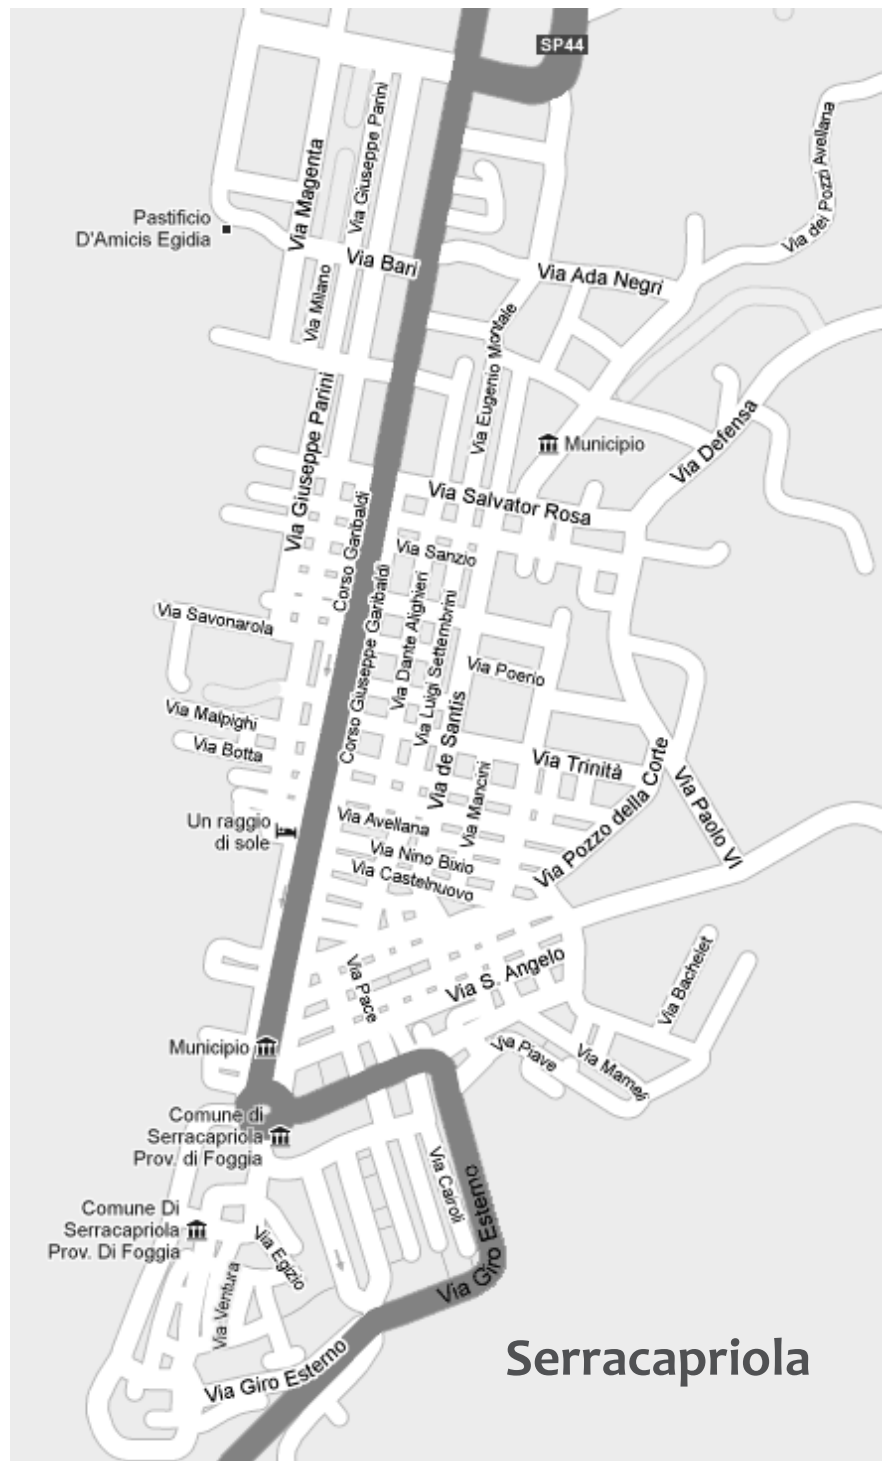 SP44
Via Giuseppe Parini
Via dei Pozzi Avellana
Via Magenta
Pastificio
D'Amicis Egidia
Via Bari
Via Ada Negri
Via Milano
Via Eugenio Montale
Via Giuseppe Parini
Via Defensa
Municipio
Via Salvator Rosa
Corso Garibaldi
Via Sanzio
Corso Giuseppe Garibaldi
Via Dante Alighieri
Via Luigi Settembrini
Via Savonarola
Via Poerio
Via de Santis
Via Malpighi
Via Botta
Via Trinità
Via Mancini
Via Pozzo della Corte
Via Paolo VI
Un raggio
di sole
Via Avellana
Via Nino Bixio
Via Castelnuovo
Via Pace
Via S. Angelo
Via Bachelet
Municipio
Via Piave
Via Mameli
Comune di
Serracapriola
Prov. di Foggia
Via Cairoli
Comune Di
Serracapriola
Prov. Di Foggia
Via Egizio
Via Giro Esterno
Via Ventura
Via Giro Esterno
Serracapriola